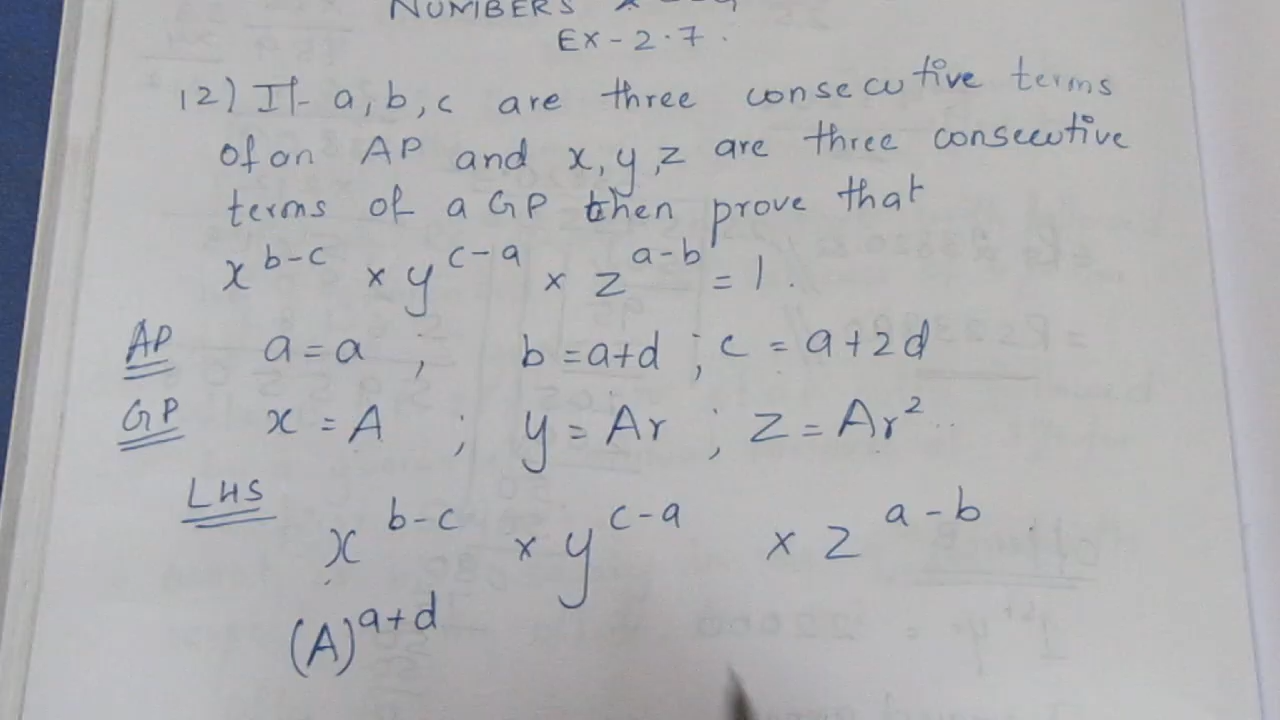 NUMBERS
Ex-2.7.
12) If a, b, c are three consecutive terms
of an AP and x, y, z are three consecutive
terms of a GP then prove that
x^(b-c) × y^(c-a) × z^(a-b) = 1.
AP a = a ; b = a+d ; c = a+2d
GP x = A ; y = Ar ; z = Ar²..
LHS
x^(b-c) × y^(c-a) × z^(a-b).
(A)^(a+d)